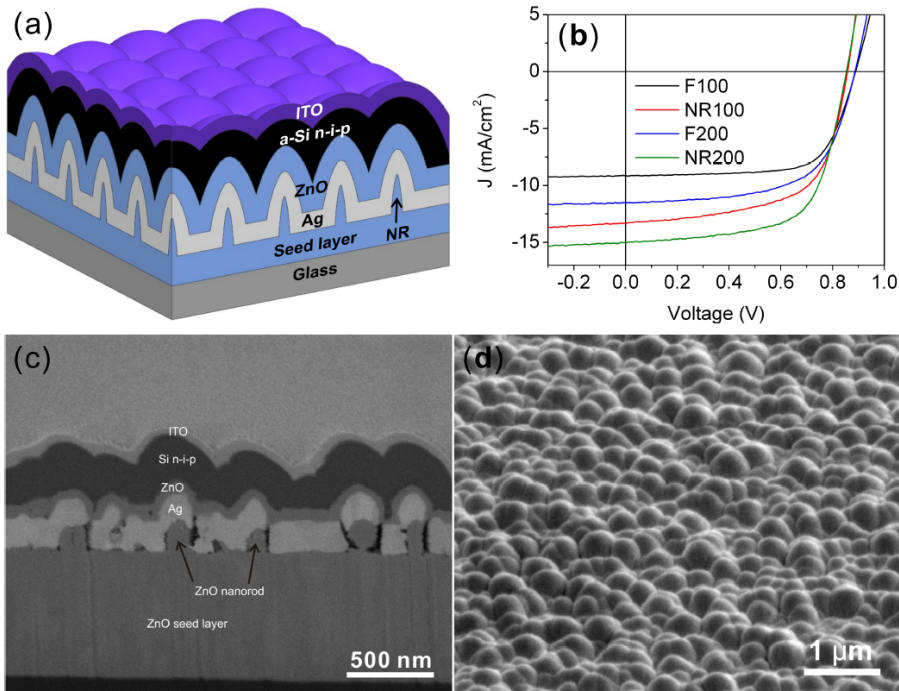 (a)
ITO
a-Si n-i-p
ZnO
Ag
NR
Seed layer
Glass
(b)
J (mA/cm²)
5
0
-5
-10
-15
F100
NR100
F200
NR200
-0.2 0.0 0.2 0.4 0.6 0.8 1.0
Voltage (V)
(c)
ITO
Si n-i-p
ZnO
Ag
ZnO nanorod
ZnO seed layer
500 nm
(d)
1 µm